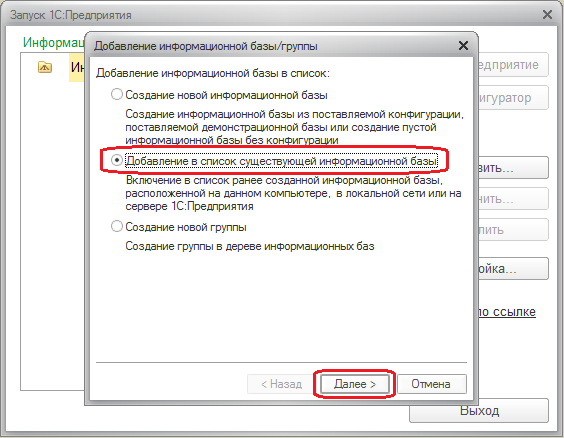 Запуск 1С:Предприятия
Информац
Ин
едприятие
игуратор
вить...
нить...
лить
ойка...
по ссылке
Выход
Добавление информационной базы/группы
Добавление информационной базы в список:
Создание новой информационной базы
Создание информационной базы из поставляемой конфигурации,
поставляемой демонстрационной базы или создание пустой
информационной базы без конфигурации
Добавление в список существующей информационной базы
Включение в список ранее созданной информационной базы,
расположенной на данном компьютере, в локальной сети или на
сервере 1С:Предприятия
Создание новой группы
Создание группы в дереве информационных баз
< Назад
Далее >
Отмена